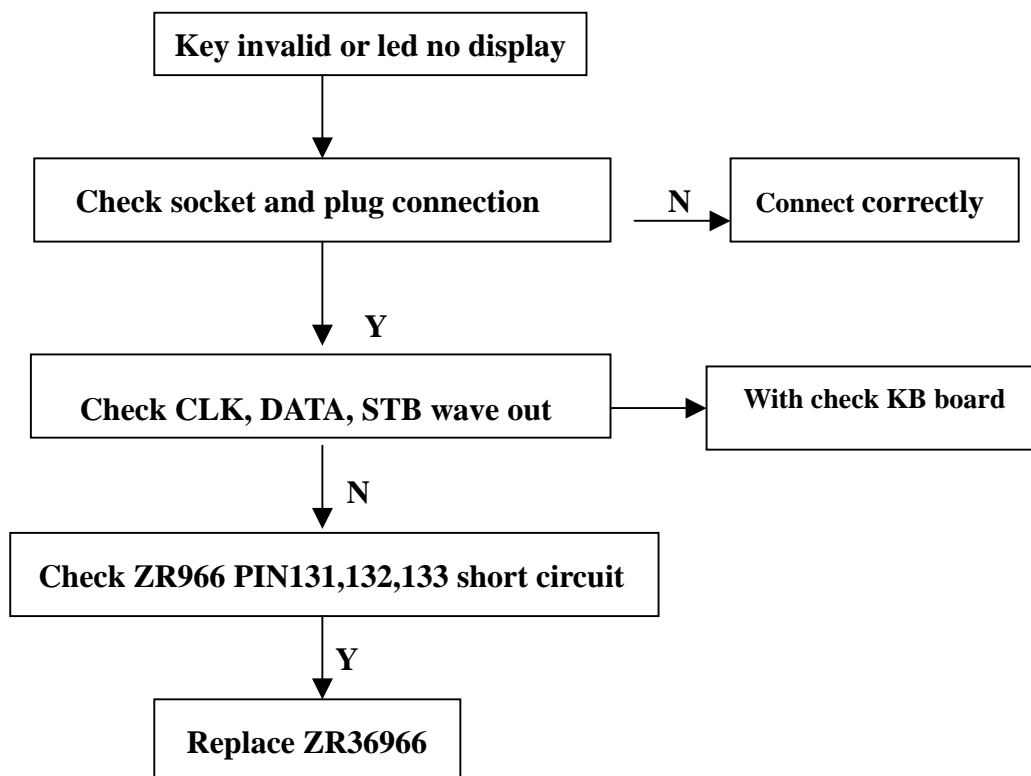 Key invalid or led no display
Check socket and plug connection
N
Connect correctly
Y
Check CLK, DATA, STB wave out
With check KB board
N
Check ZR966 PIN131,132,133 short circuit
Y
Replace ZR36966